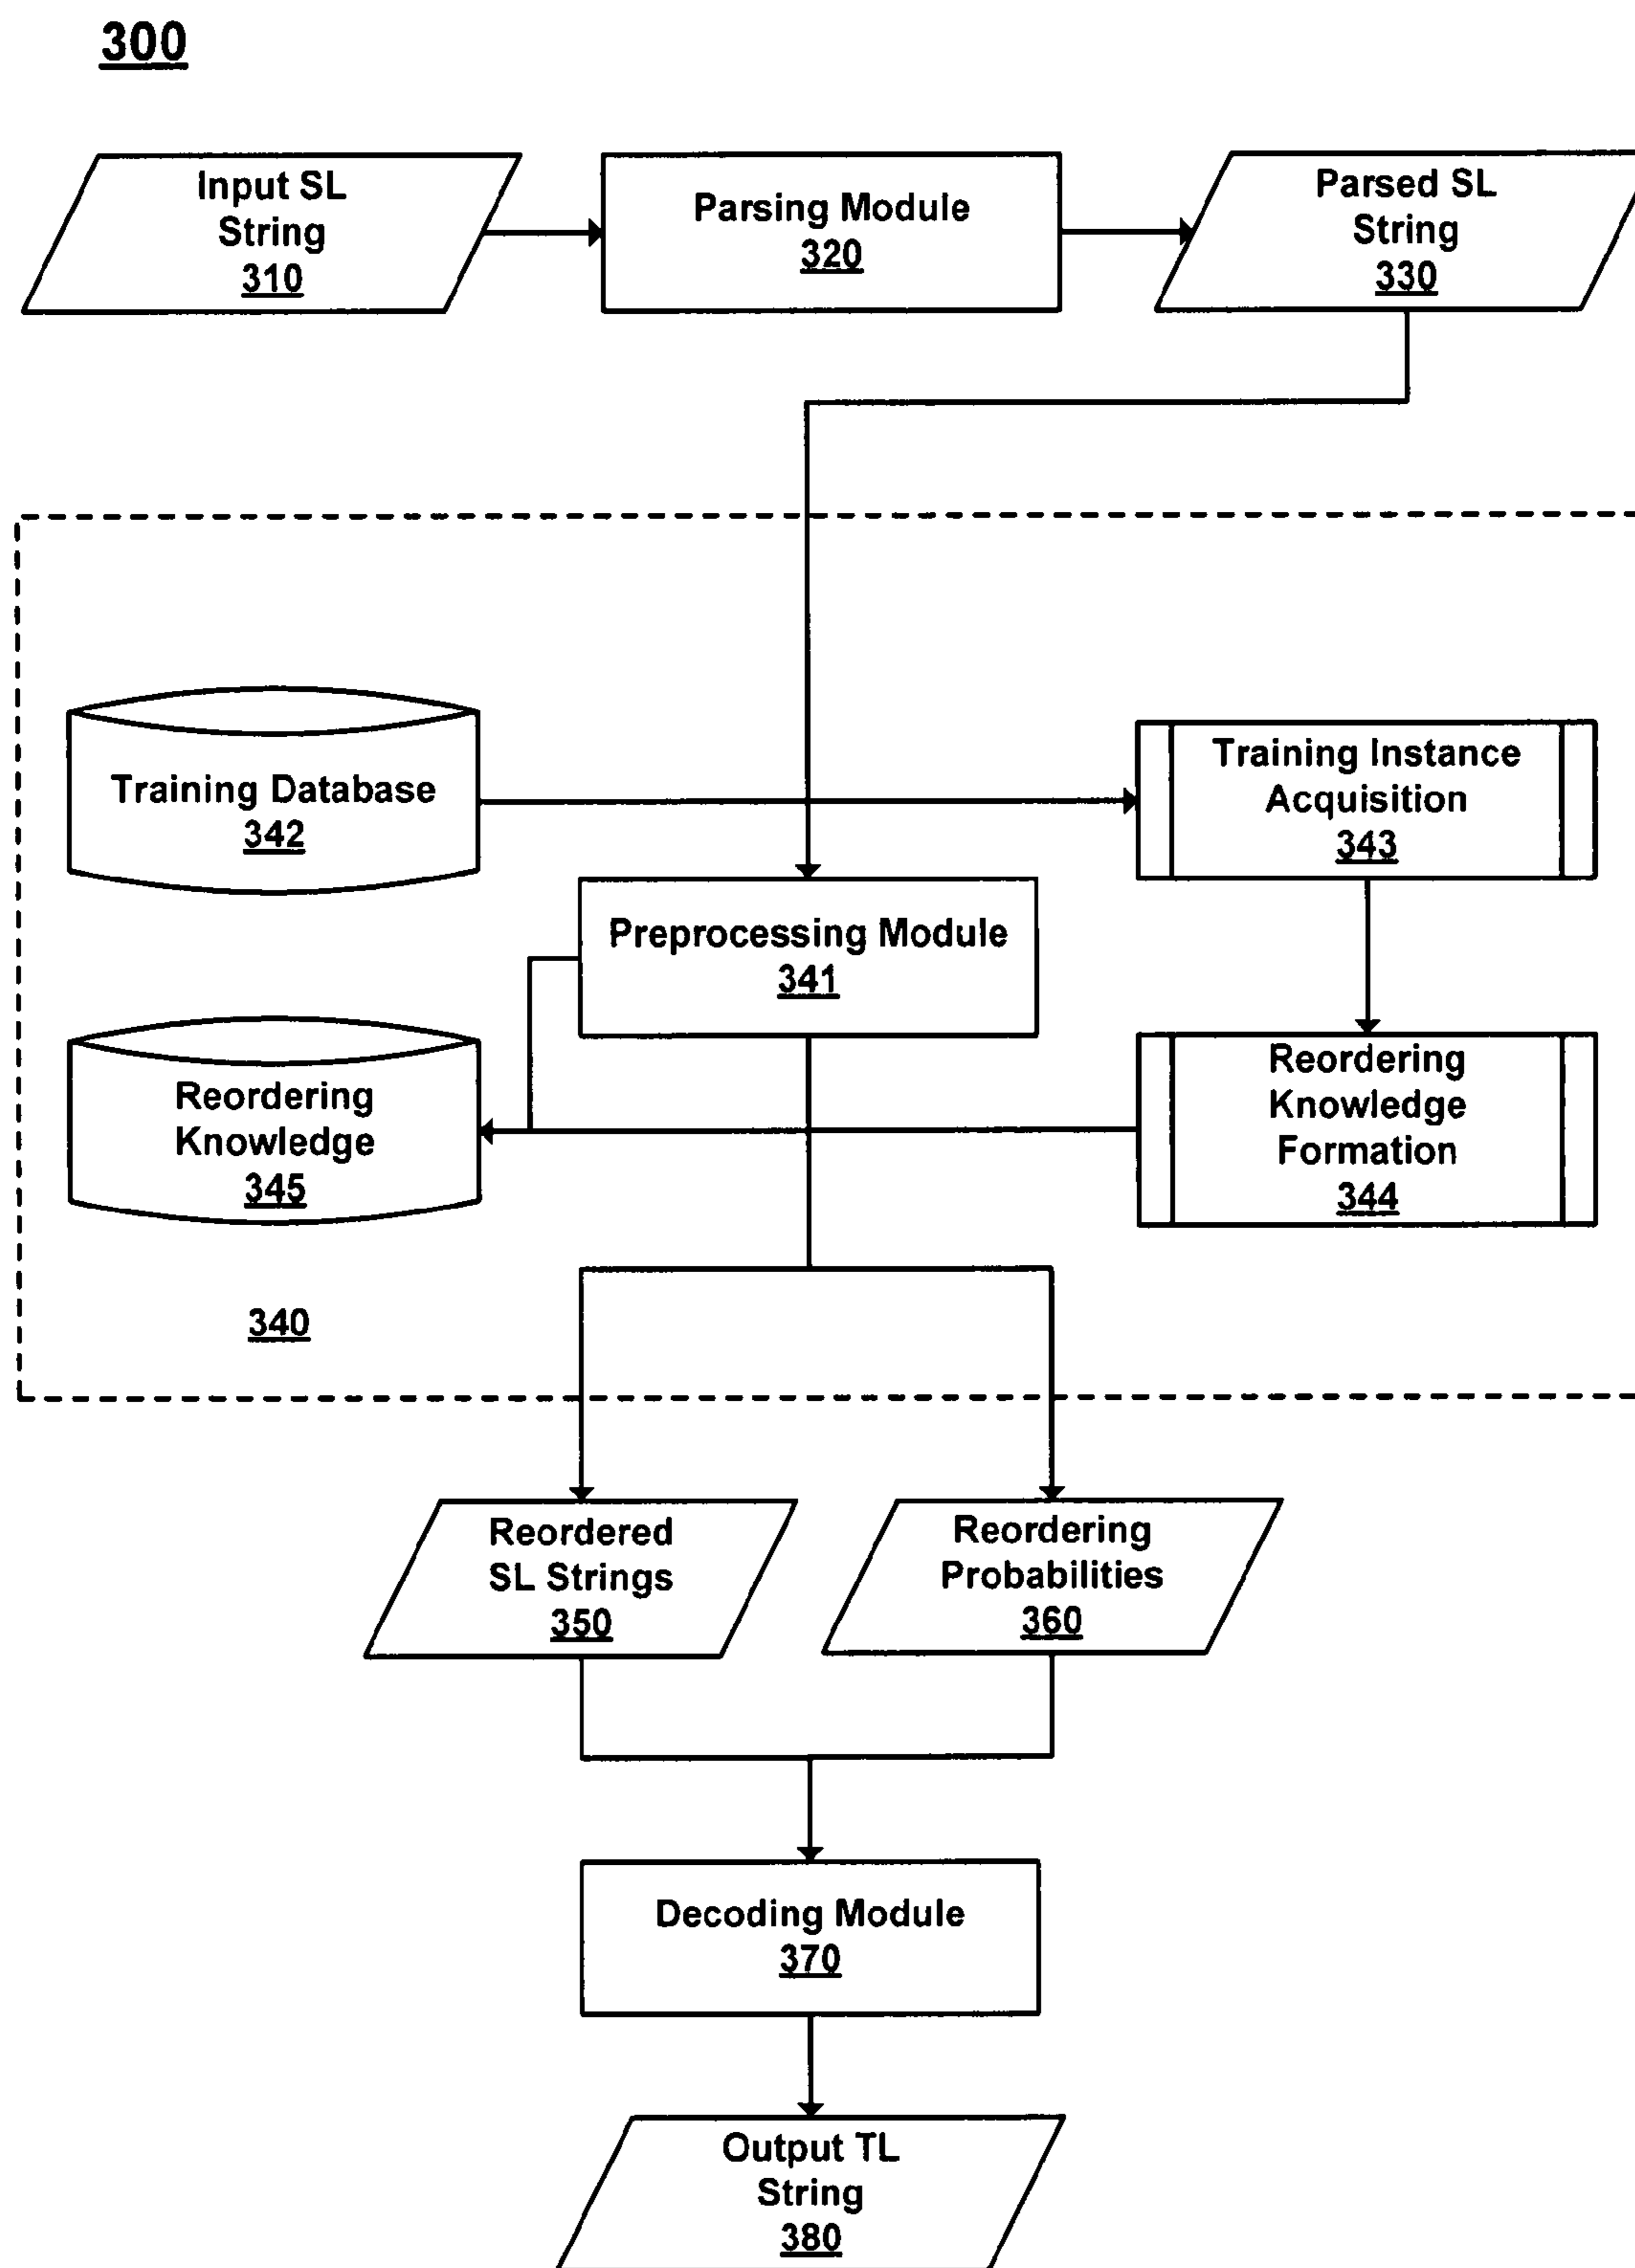 300
Input SL
String
310
Parsing Module
320
Parsed SL
String
330
Training Database
342
Training Instance
Acquisition
343
Preprocessing Module
341
Reordering
Knowledge
345
Reordering
Knowledge
Formation
344
340
Reordered
SL Strings
350
Reordering
Probabilities
360
Decoding Module
370
Output TL
String
380